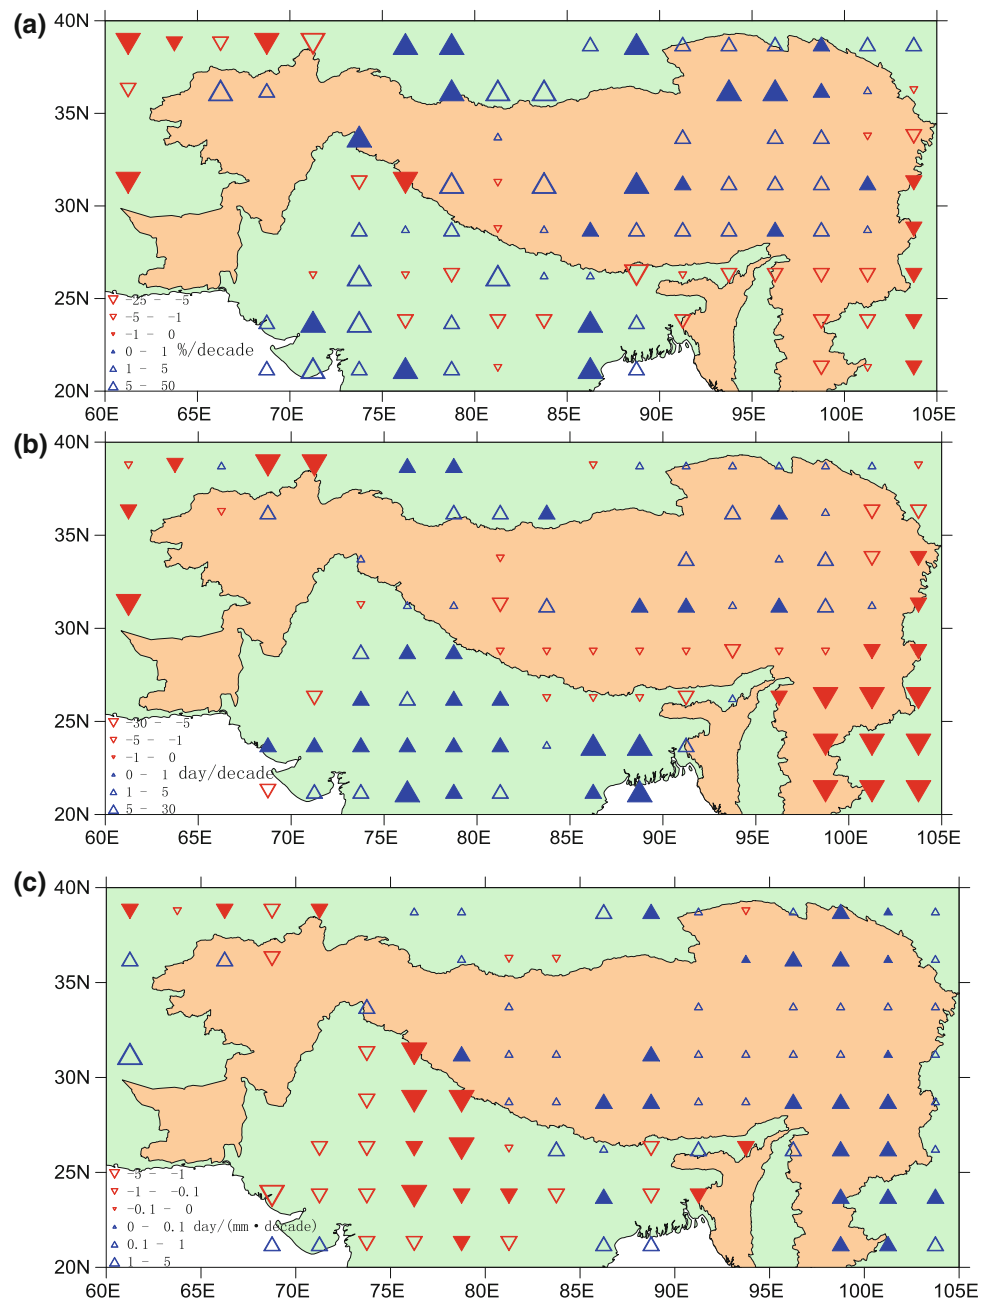 (a)
40N
35N
30N
25N
20N
-25 - -5
-5 - -1
-1 - 0
0 - 1 %/decade
1 - 5
5 - 50
60E 65E 70E 75E 80E 85E 90E 95E 100E 105E
(b)
40N
35N
30N
25N
20N
-30 - -5
-5 - -1
-1 - 0
0 - 1 day/decade
1 - 5
5 - 30
60E 65E 70E 75E 80E 85E 90E 95E 100E 105E
(c)
40N
35N
30N
25N
20N
-5 - -1
-1 - -0.1
-0.1 - 0
0 - 0.1 day/(mm·decade)
0.1 - 1
1 - 5
60E 65E 70E 75E 80E 85E 90E 95E 100E 105E